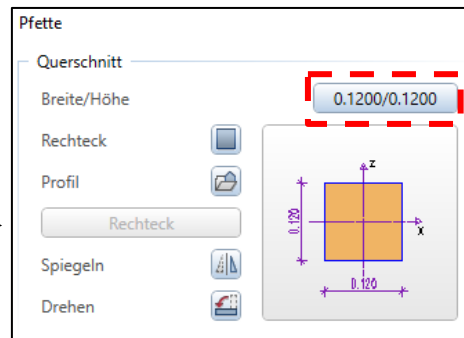 Pfette
Querschnitt
Breite/Höhe 0.1200/0.1200
Rechteck
Profil
Rechteck
Spiegeln
Drehen
z
x
0.120
0.120